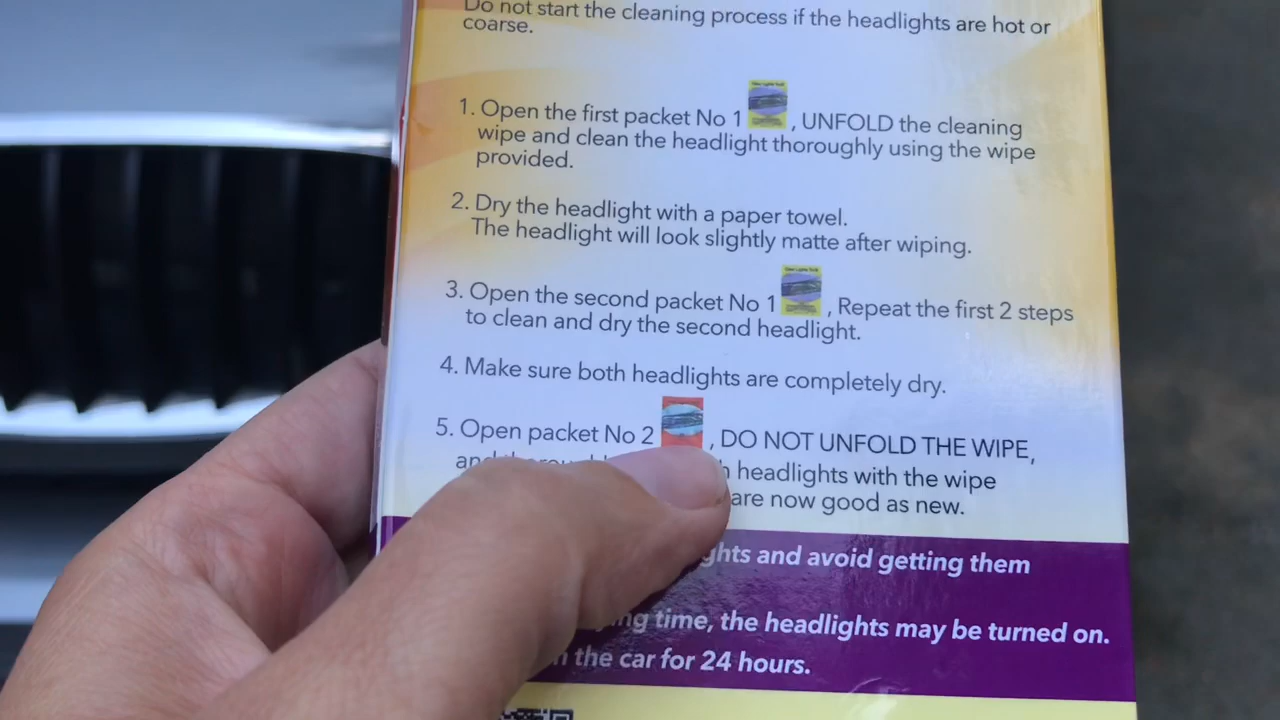 Do not start the cleaning process if the headlights are hot or
coarse.
1. Open the first packet No 1 , UNFOLD the cleaning
wipe and clean the headlight thoroughly using the wipe
provided.
2. Dry the headlight with a paper towel.
The headlight will look slightly matte after wiping.
3. Open the second packet No 1 , Repeat the first 2 steps
to clean and dry the second headlight.
4. Make sure both headlights are completely dry.
5. Open packet No 2 , DO NOT UNFOLD THE WIPE,
headlights with the wipe
are now good as new.
and avoid getting them
time, the headlights may be turned on.
the car for 24 hours.